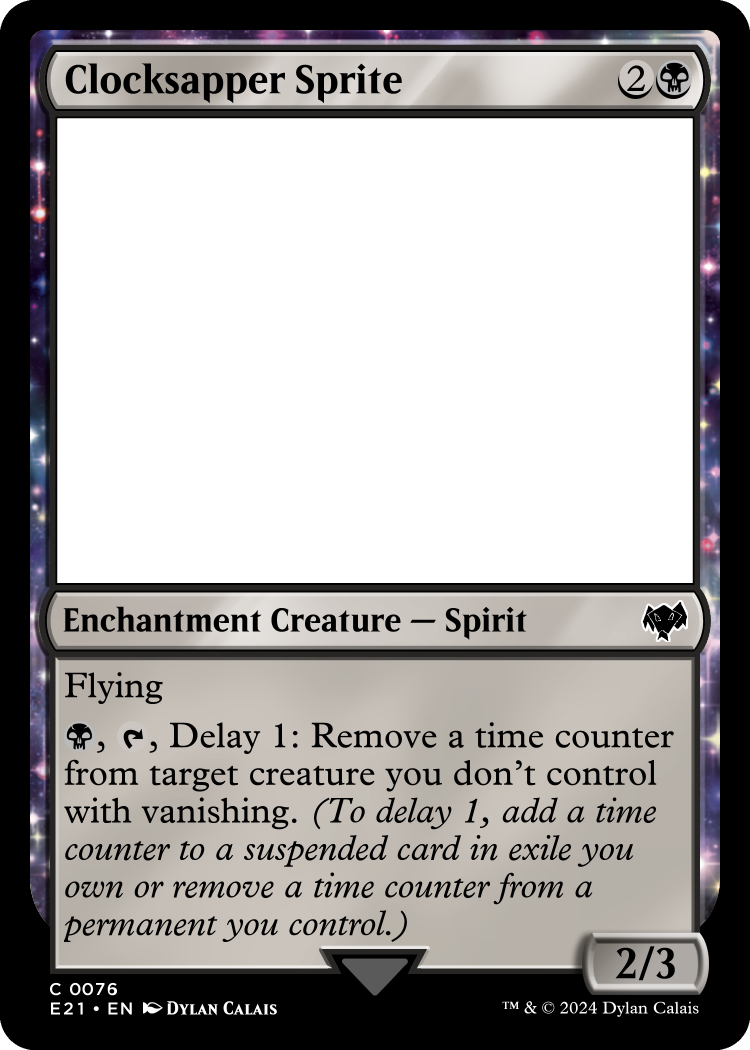 Clocksapper Sprite 2
Enchantment Creature — Spirit
Flying
, , Delay 1: Remove a time counter
from target creature you don’t control
with vanishing. (To delay 1, add a time
counter to a suspended card in exile you
own or remove a time counter from a
permanent you control.)
2/3
C 0076
E21 • EN DYLAN CALAIS
™ & © 2024 Dylan Calais